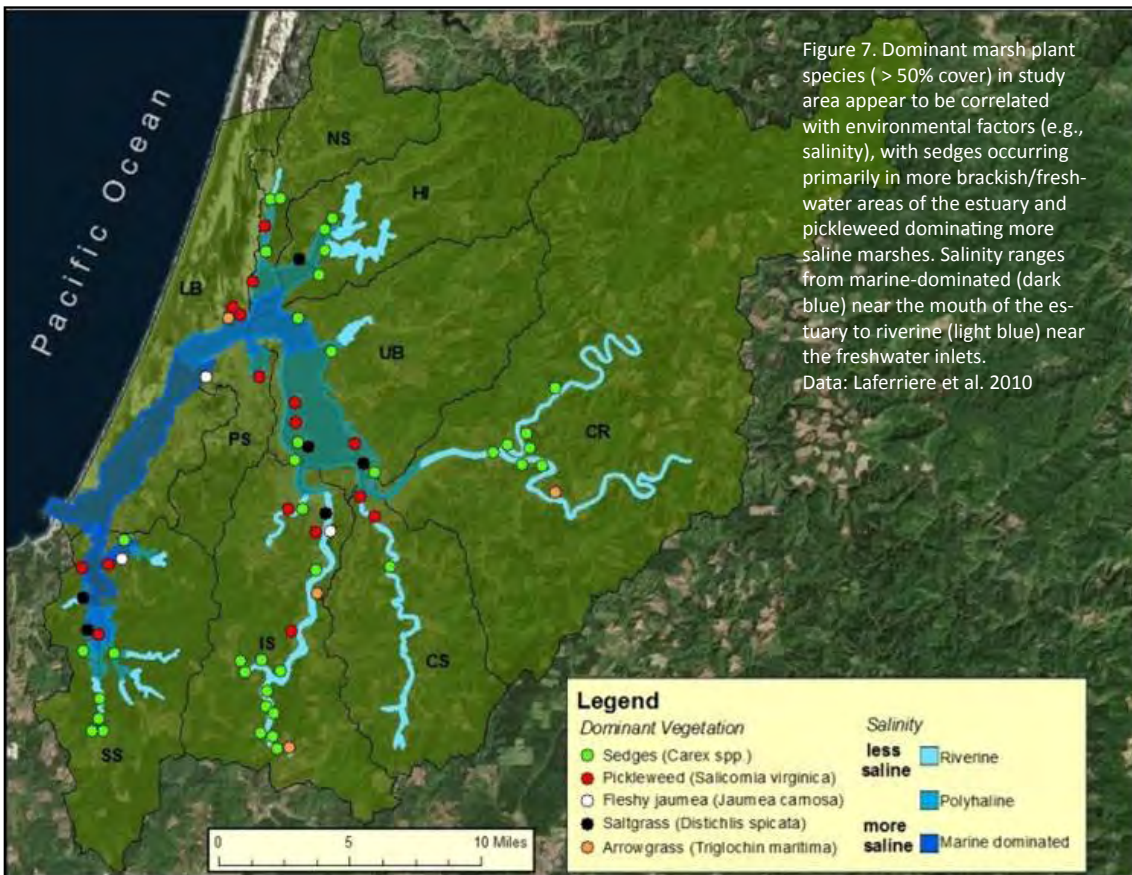 Figure 7. Dominant marsh plant
species ( > 50% cover) in study
area appear to be correlated
with environmental factors (e.g.,
salinity), with sedges occurring
primarily in more brackish/fresh-
water areas of the estuary and
pickleweed dominating more
saline marshes. Salinity ranges
from marine-dominated (dark
blue) near the mouth of the es-
tuary to riverine (light blue) near
the freshwater inlets.
Data: Laferriere et al. 2010
Pacific Ocean
NS
HI
LB
UB
PS
CR
IS
CS
SS
0 5 10 Miles
Legend
Dominant Vegetation
Sedges (Carex spp.)
Pickleweed (Salicornia virginica)
Fleshy jaumea (Jaumea carnosa)
Saltgrass (Distichlis spicata)
Arrowgrass (Triglochin maritima)
Salinity
less
saline
Riverine
Polyhaline
more
saline
Marine dominated